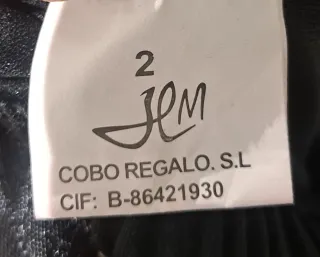 2
JEM
COBO REGALO. S.L
CIF: B-86421930